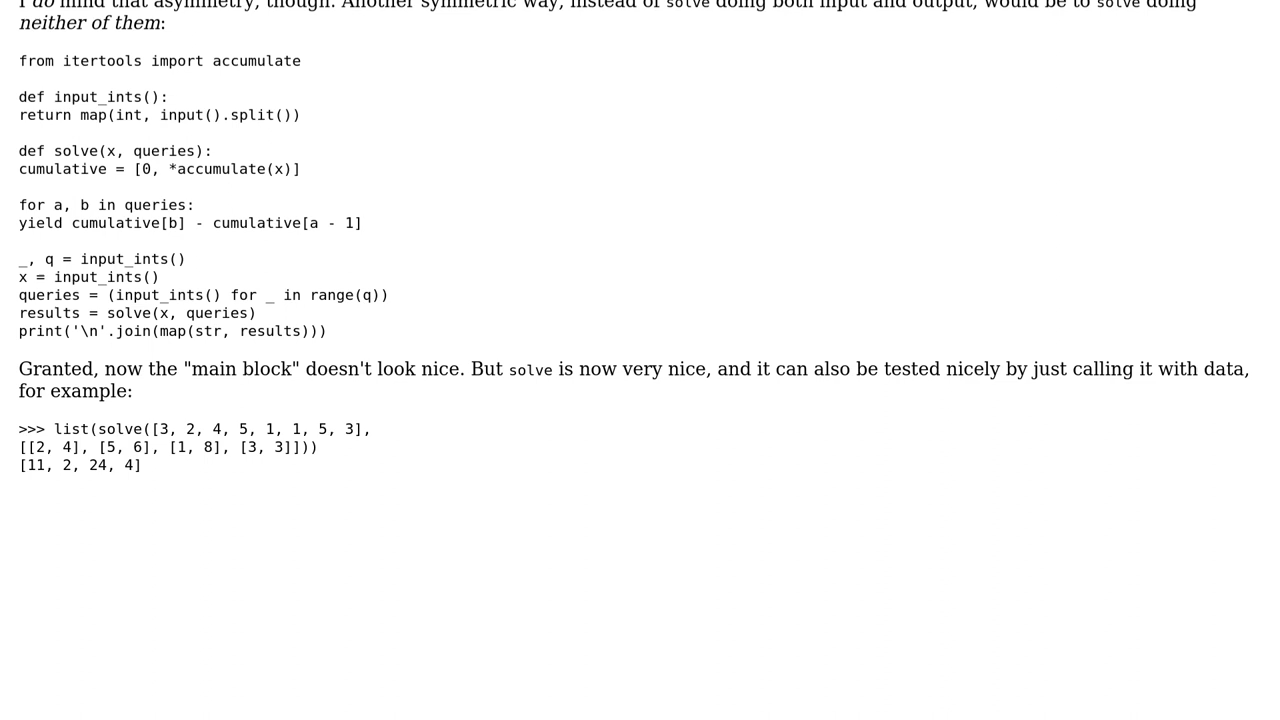 I do mind that asymmetry, though. Another symmetric way, instead of solve doing both input and output, would be to solve doing
neither of them:
from itertools import accumulate
def input_ints():
return map(int, input().split())
def solve(x, queries):
cumulative = [0, *accumulate(x)]
for a, b in queries:
yield cumulative[b] - cumulative[a - 1]
_, q = input_ints()
x = input_ints()
queries = (input_ints() for _ in range(q))
results = solve(x, queries)
print('\n'.join(map(str, results)))
Granted, now the "main block" doesn't look nice. But solve is now very nice, and it can also be tested nicely by just calling it with data,
for example:
>>> list(solve([3, 2, 4, 5, 1, 1, 5, 3],
[[2, 4], [5, 6], [1, 8], [3, 3]]))
[11, 2, 24, 4]